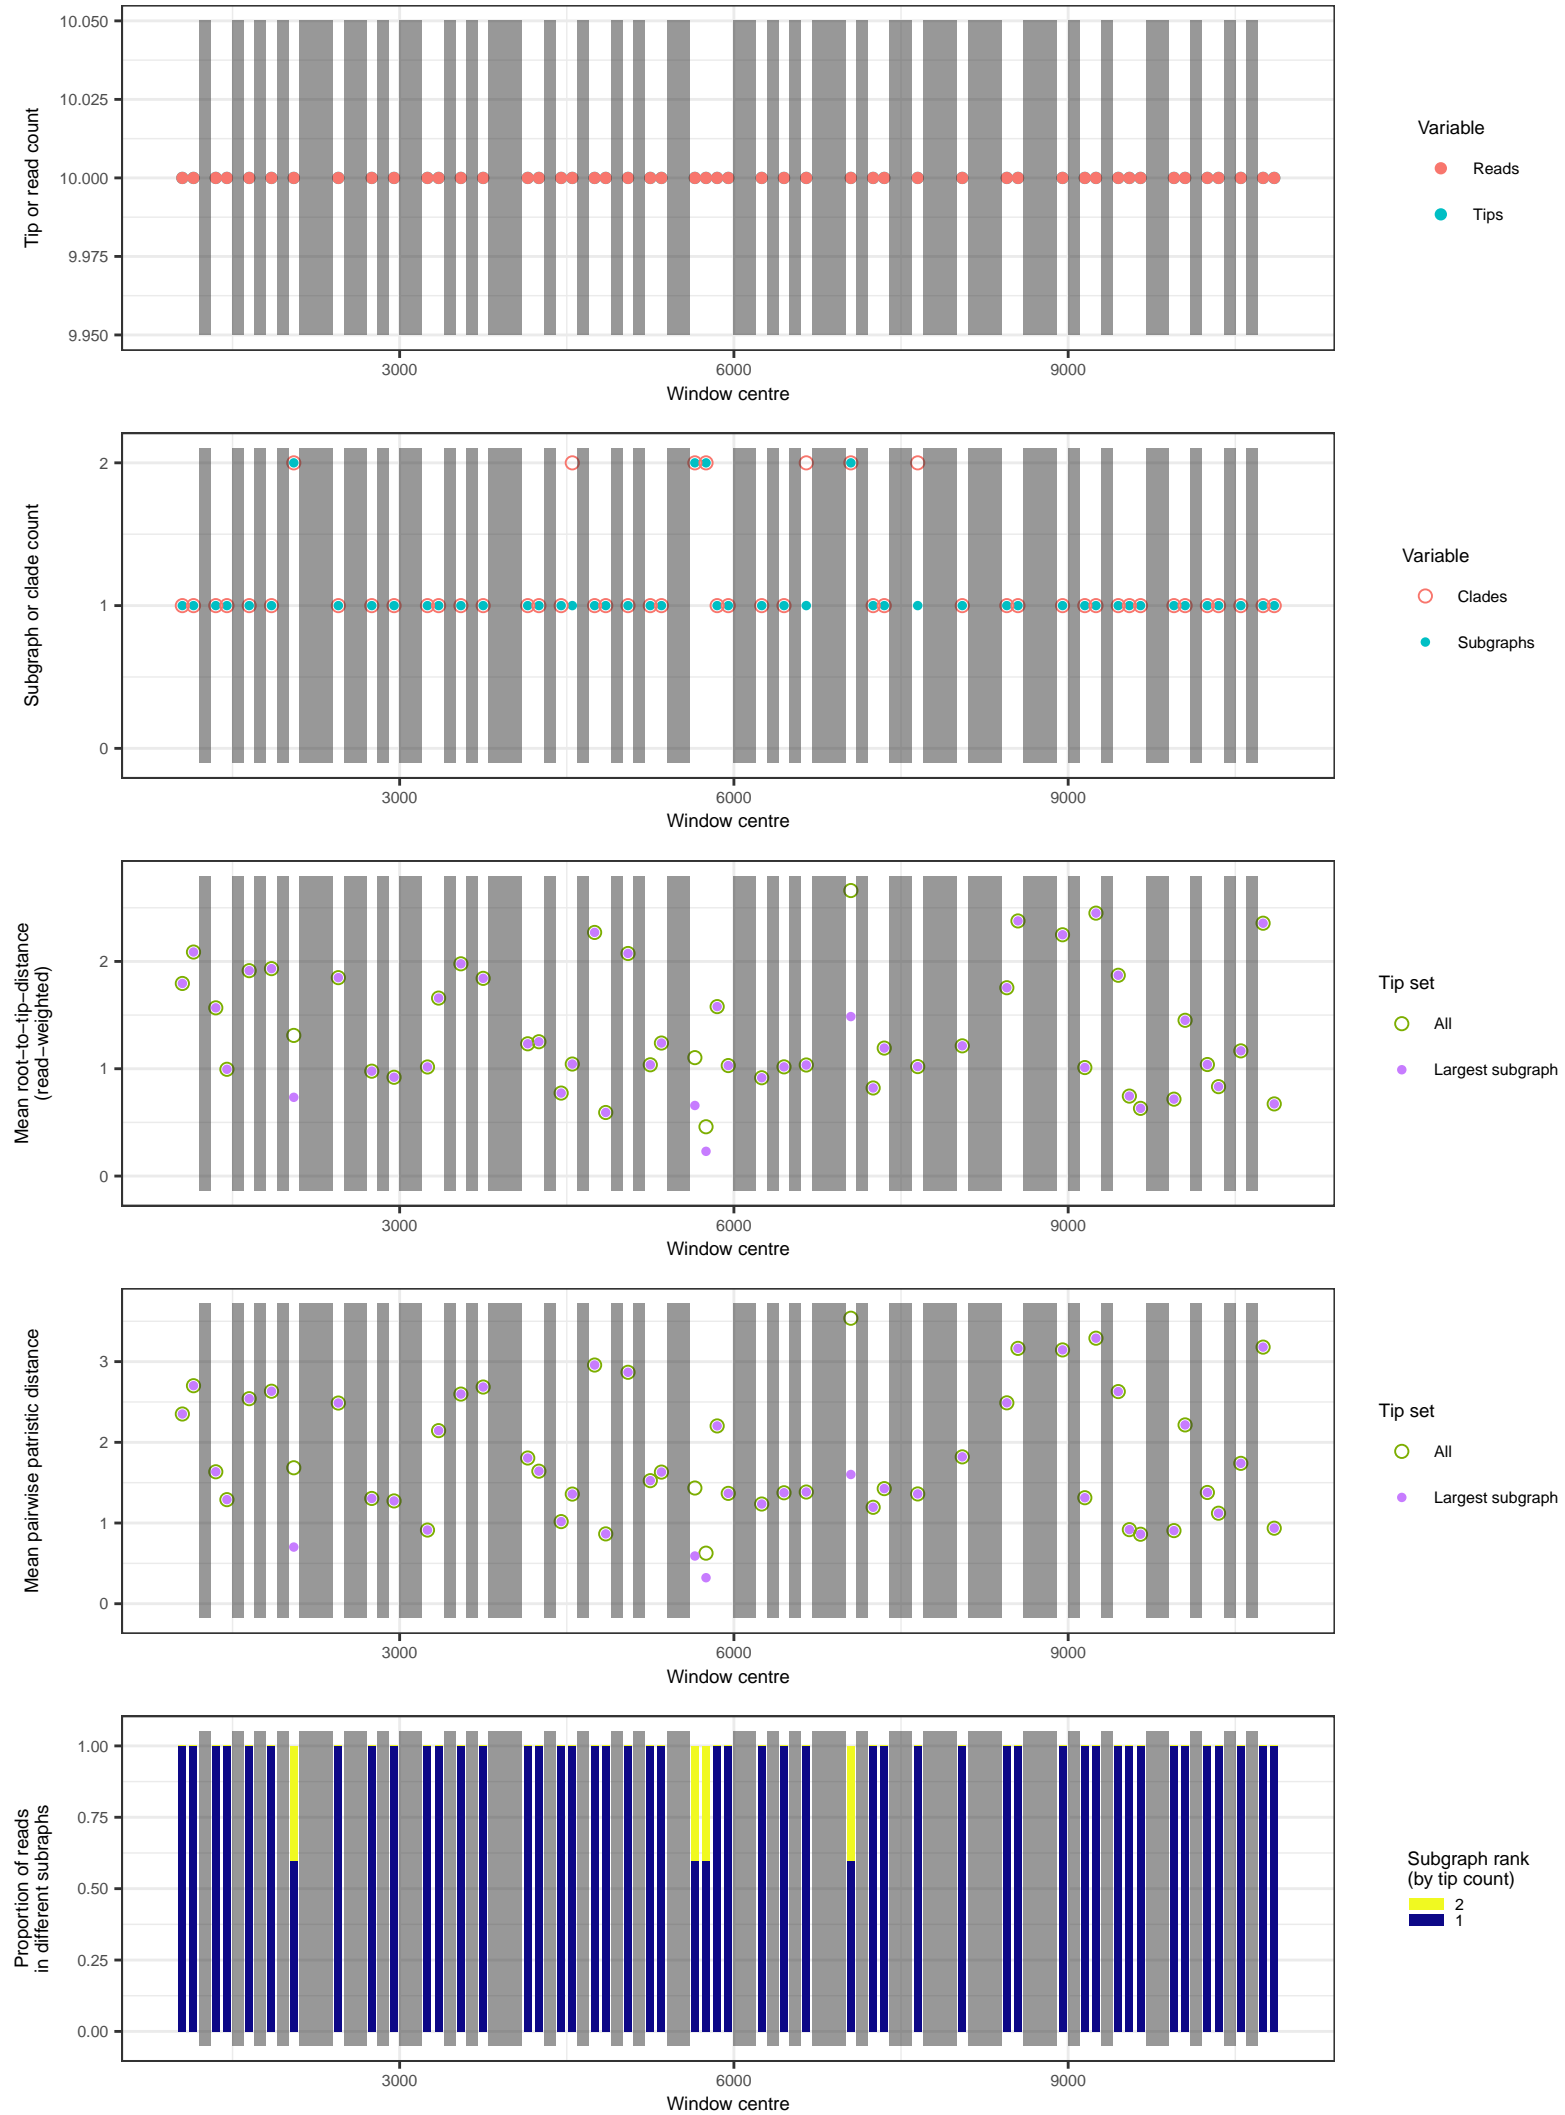 10.050
10.025
10.000
9.975
9.950
Tip or read count
3000
6000
9000
Window centre
Variable
Reads
Tips
2
1
0
Subgraph or clade count
3000
6000
9000
Window centre
Variable
Clades
Subgraphs
2
1
0
Mean root−to−tip−distance
(read−weighted)
3000
6000
9000
Window centre
Tip set
All
Largest subgraph
3
2
1
0
Mean pairwise patristic distance
3000
6000
9000
Window centre
Tip set
All
Largest subgraph
1.00
0.75
0.50
0.25
0.00
Proportion of reads
in different subraphs
3000
6000
9000
Window centre
Subgraph rank
(by tip count)
2
1